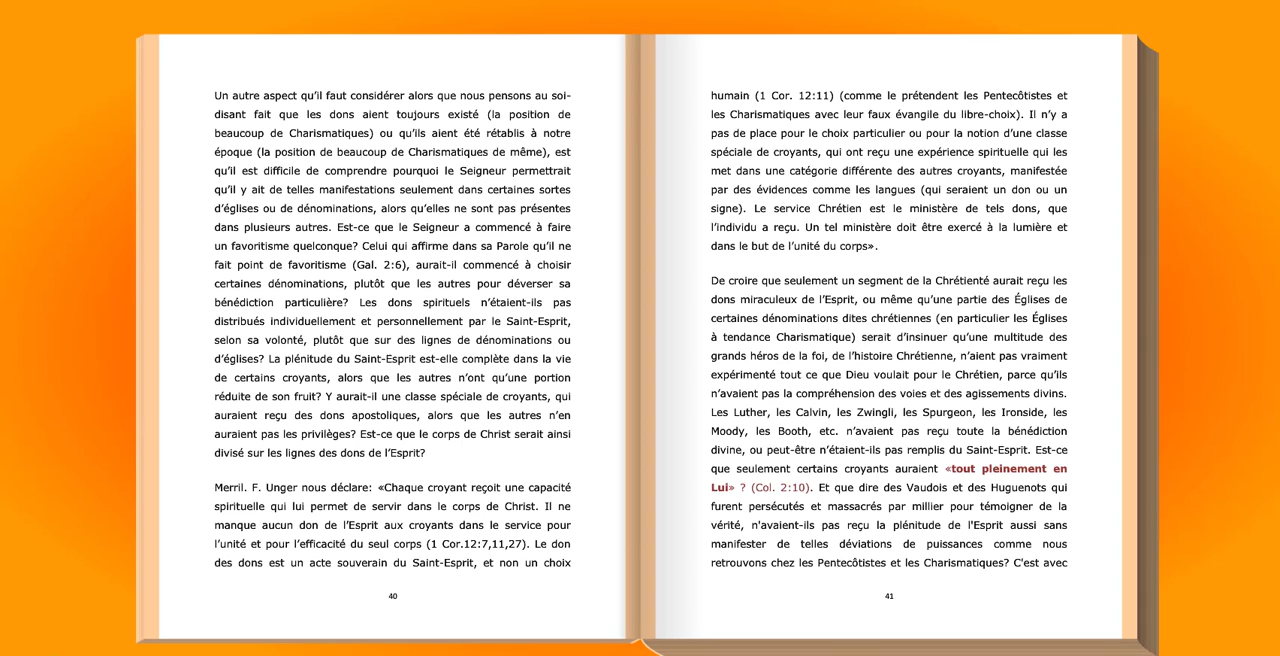 Un autre aspect qu'il faut considérer alors que nous pensons au soi-
disant fait que les dons aient toujours existé (la position de
beaucoup de Charismatiques) ou qu'ils aient été rétablis à notre
époque (la position de beaucoup de Charismatiques de même), est
qu'il est difficile de comprendre pourquoi le Seigneur permettrait
qu'il y ait de telles manifestations seulement dans certaines sortes
d'églises ou de dénominations, alors qu'elles ne sont pas présentes
dans plusieurs autres. Est-ce que le Seigneur a commencé à faire
un favoritisme quelconque? Celui qui affirme dans sa Parole qu'il ne
fait point de favoritisme (Gal. 2:6), aurait-il commencé à choisir
certaines dénominations, plutôt que les autres pour déverser sa
bénédiction particulière? Les dons spirituels n'étaient-ils pas
distribués individuellement et personnellement par le Saint-Esprit,
selon sa volonté, plutôt que sur des lignes de dénominations ou
d'églises? La plénitude du Saint-Esprit est-elle complète dans la vie
de certains croyants, alors que les autres n'ont qu'une portion
réduite de son fruit? Y aurait-il une classe spéciale de croyants, qui
auraient reçu des dons apostoliques, alors que les autres n'en
auraient pas les privilèges? Est-ce que le corps de Christ serait ainsi
divisé sur les lignes des dons de l'Esprit?
Merril. F. Unger nous déclare: «Chaque croyant reçoit une capacité
spirituelle qui lui permet de servir dans le corps de Christ. Il ne
manque aucun don de l'Esprit aux croyants dans le service pour
l'unité et pour l'efficacité du seul corps (1 Cor.12:7,11,27). Le don
des dons est un acte souverain du Saint-Esprit, et non un choix
40
humain (1 Cor. 12:11) (comme le prétendent les Pentecôtistes et
les Charismatiques avec leur faux évangile du libre-choix). Il n'y a
pas de place pour le choix particulier ou pour la notion d'une classe
spéciale de croyants, qui ont reçu une expérience spirituelle qui les
met dans une catégorie différente des autres croyants, manifestée
par des évidences comme les langues (qui seraient un don ou un
signe). Le service Chrétien est le ministère de tels dons, que
l'individu a reçu. Un tel ministère doit être exercé à la lumière et
dans le but de l'unité du corps».
De croire que seulement un segment de la Chrétienté aurait reçu les
dons miraculeux de l'Esprit, ou même qu'une partie des Églises de
certaines dénominations dites chrétiennes (en particulier les Églises
à tendance Charismatique) serait d'insinuer qu'une multitude des
grands héros de la foi, de l'histoire Chrétienne, n'aient pas vraiment
expérimenté tout ce que Dieu voulait pour le Chrétien, parce qu'ils
n'avaient pas la compréhension des voies et des agissements divins.
Les Luther, les Calvin, les Zwingli, les Spurgeon, les Ironside, les
Moody, les Booth, etc. n'avaient pas reçu toute la bénédiction
divine, ou peut-être n'étaient-ils pas remplis du Saint-Esprit. Est-ce
que seulement certains croyants auraient «tout pleinement en
Lui» ? (Col. 2:10). Et que dire des Vaudois et des Huguenots qui
furent persécutés et massacrés par millier pour témoigner de la
vérité, n'avaient-ils pas reçu la plénitude de l'Esprit aussi sans
manifester de telles déviations de puissances comme nous
retrouvons chez les Pentecôtistes et les Charismatiques? C'est avec
41